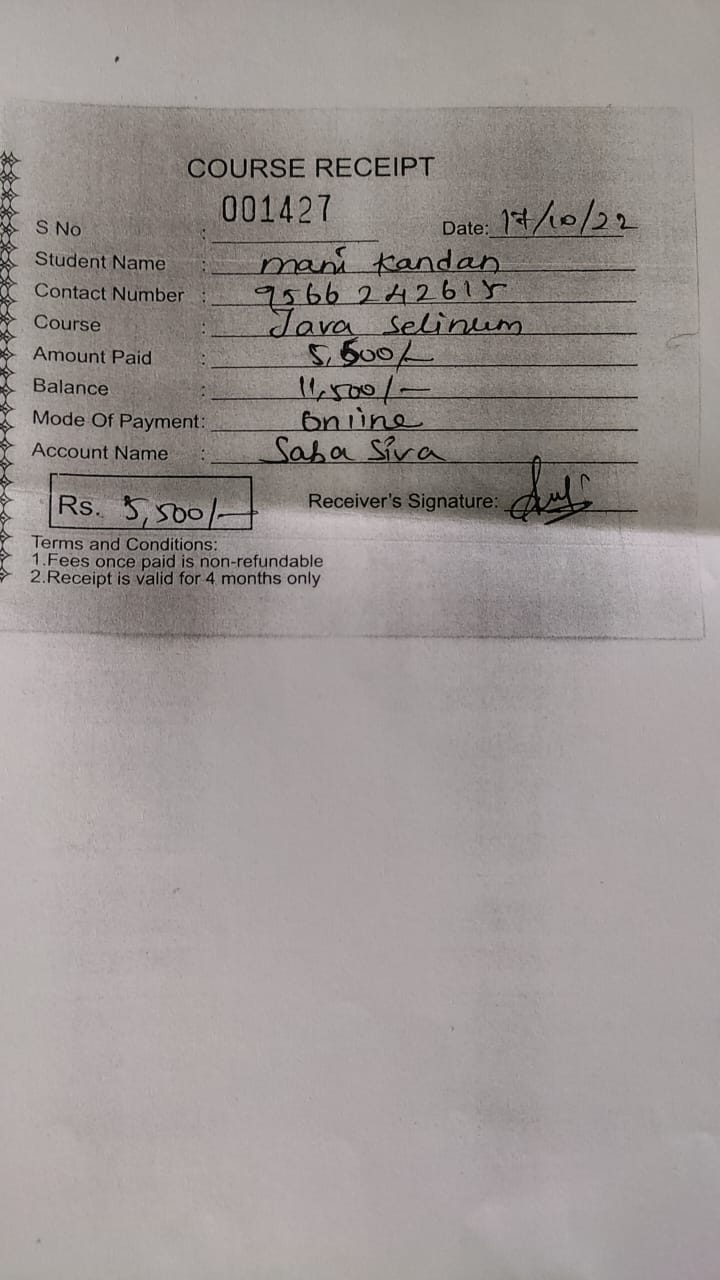 COURSE RECEIPT
S No : 001427 Date: 17/10/22
Student Name : mani kandan
Contact Number : 9566242615
Course : Java Selinum
Amount Paid : 5,500/-
Balance : 11,500/-
Mode Of Payment: Online
Account Name : Saba Siva
Rs. 5,500/- Receiver's Signature:
Terms and Conditions:
1.Fees once paid is non-refundable
2.Receipt is valid for 4 months only